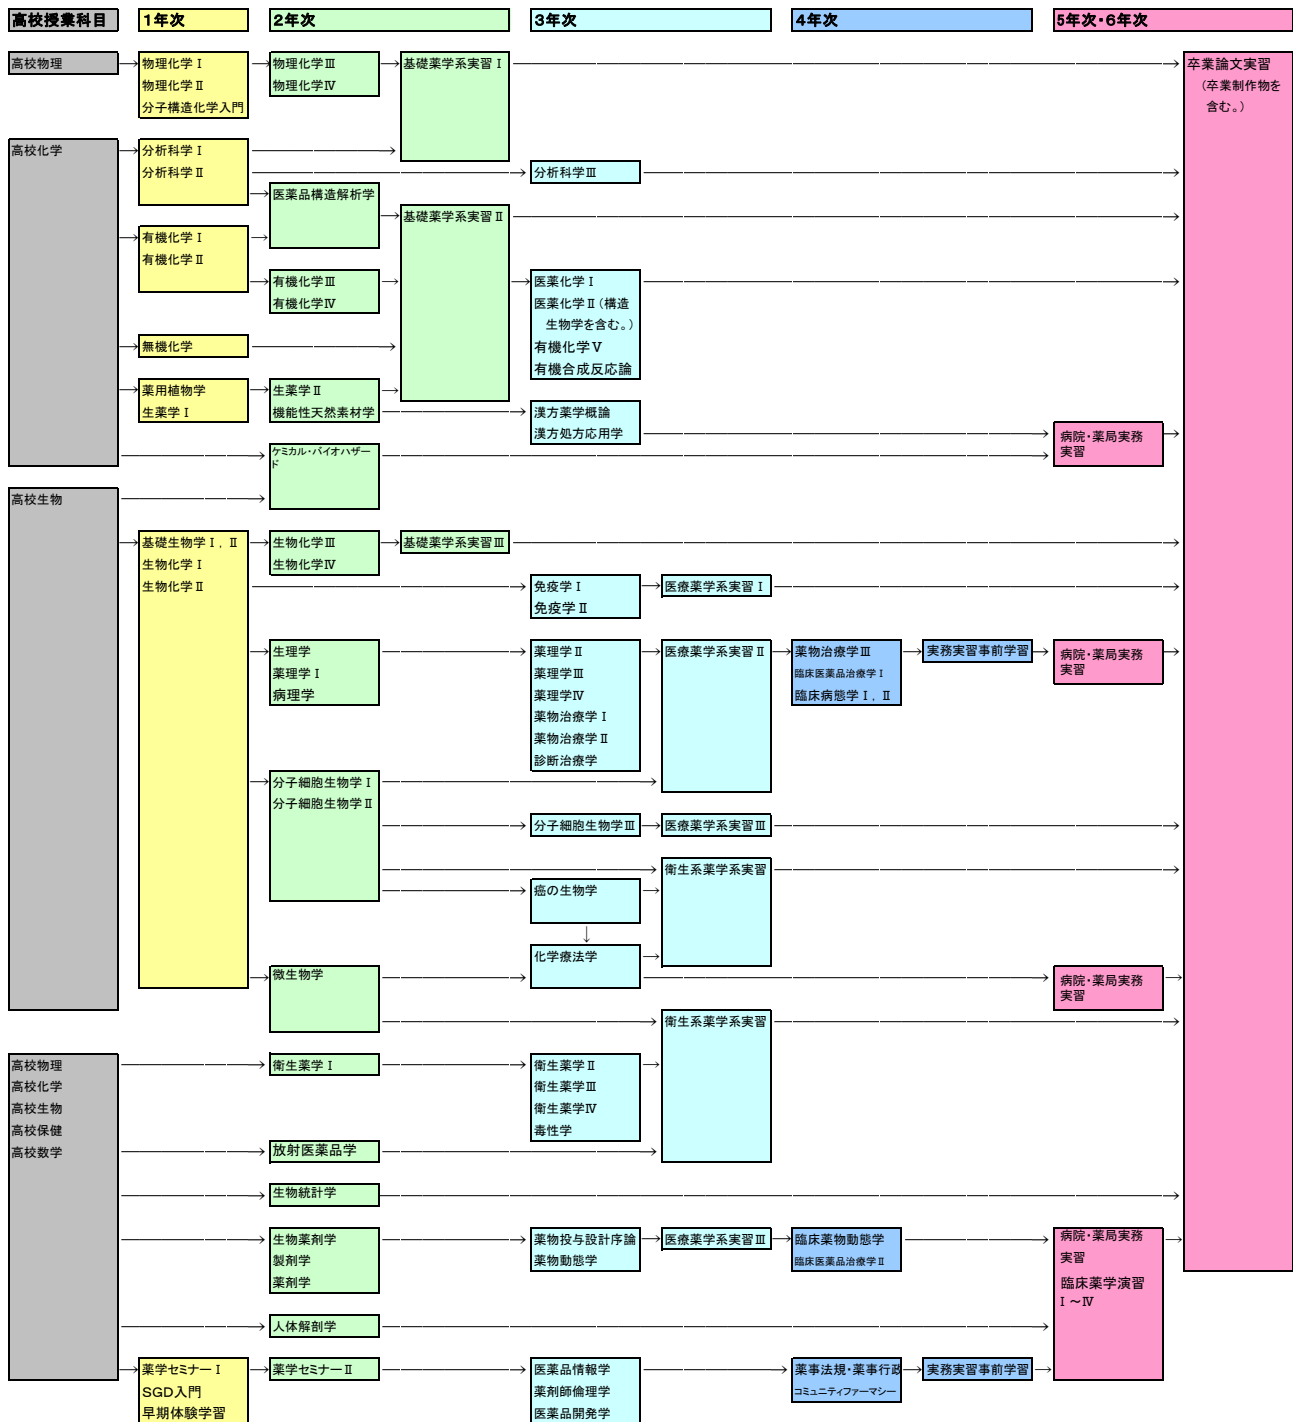 高校授業科目
1年次
2年次
3年次
4年次
5年次・6年次
高校物理
物理化学Ⅰ
物理化学Ⅱ
分子構造化学入門
物理化学Ⅲ
物理化学Ⅳ
基礎薬学系実習Ⅰ
卒業論文実習
(卒業制作物を
含む。)
高校化学
分析科学Ⅰ
分析科学Ⅱ
分析科学Ⅲ
医薬品構造解析学
基礎薬学系実習Ⅱ
有機化学Ⅰ
有機化学Ⅱ
有機化学Ⅲ
有機化学Ⅳ
医薬化学Ⅰ
医薬化学Ⅱ(構造
生物学を含む。)
有機化学Ⅴ
有機合成反応論
無機化学
薬用植物学
生薬学Ⅰ
生薬学Ⅱ
機能性天然素材学
漢方薬学概論
漢方処方応用学
病院・薬局実務
実習
ケミカル・バイオハザー
ド
高校生物
基礎生物学Ⅰ,Ⅱ
生物化学Ⅰ
生物化学Ⅱ
生物化学Ⅲ
生物化学Ⅳ
基礎薬学系実習Ⅲ
免疫学Ⅰ
免疫学Ⅱ
医療薬学系実習Ⅰ
生理学
薬理学Ⅰ
病理学
薬理学Ⅱ
薬理学Ⅲ
薬理学Ⅳ
薬物治療学Ⅰ
薬物治療学Ⅱ
診断治療学
医療薬学系実習Ⅱ
薬物治療学Ⅲ
臨床医薬品治療学Ⅰ
臨床病態学Ⅰ,Ⅱ
実務実習事前学習
病院・薬局実務
実習
分子細胞生物学Ⅰ
分子細胞生物学Ⅱ
分子細胞生物学Ⅲ
医療薬学系実習Ⅲ
衛生系薬学系実習
癌の生物学
化学療法学
微生物学
病院・薬局実務
実習
衛生系薬学系実習
高校物理
高校化学
高校生物
高校保健
高校数学
衛生薬学Ⅰ
衛生薬学Ⅱ
衛生薬学Ⅲ
衛生薬学Ⅳ
毒性学
放射医薬品学
生物統計学
生物薬剤学
製剤学
薬剤学
薬物投与設計序論
薬物動態学
医療薬学系実習Ⅲ
臨床薬物動態学
臨床医薬品治療学Ⅱ
病院・薬局実務
実習
臨床薬学演習
Ⅰ～Ⅳ
人体解剖学
薬学セミナーⅠ
SGD入門
早期体験学習
薬学セミナーⅡ
医薬品情報学
薬剤師倫理学
医薬品開発学
薬事法規・薬事行政
コミュニティファーマシー
実務実習事前学習